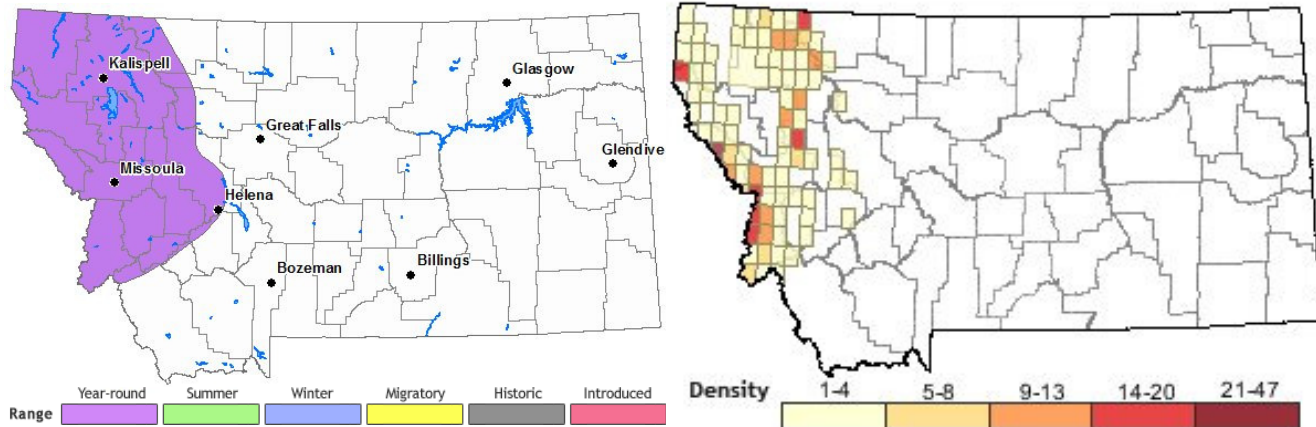 Kalispell
Glasgow
Great Falls
Glendive
Missoula
Helena
Bozeman
Billings
Year-round Summer Winter Migratory Historic Introduced
Range
Density 1-4 5-8 9-13 14-20 21-47